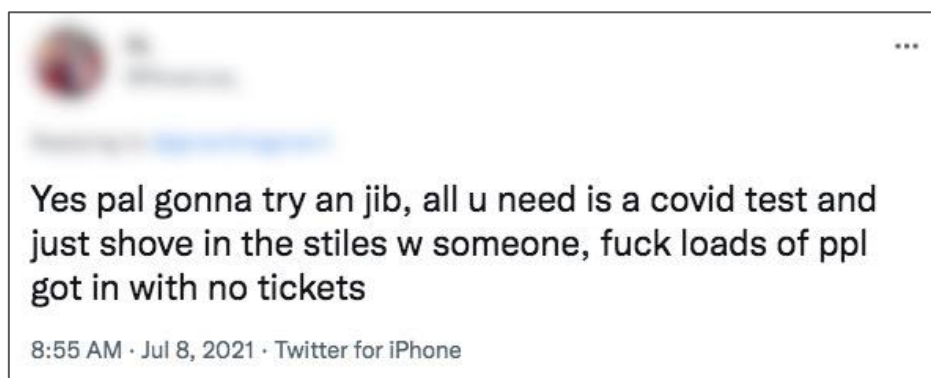 Yes pal gonna try an jib, all u need is a covid test and
just shove in the stiles w someone, fuck loads of ppl
got in with no tickets
8:55 AM · Jul 8, 2021 · Twitter for iPhone